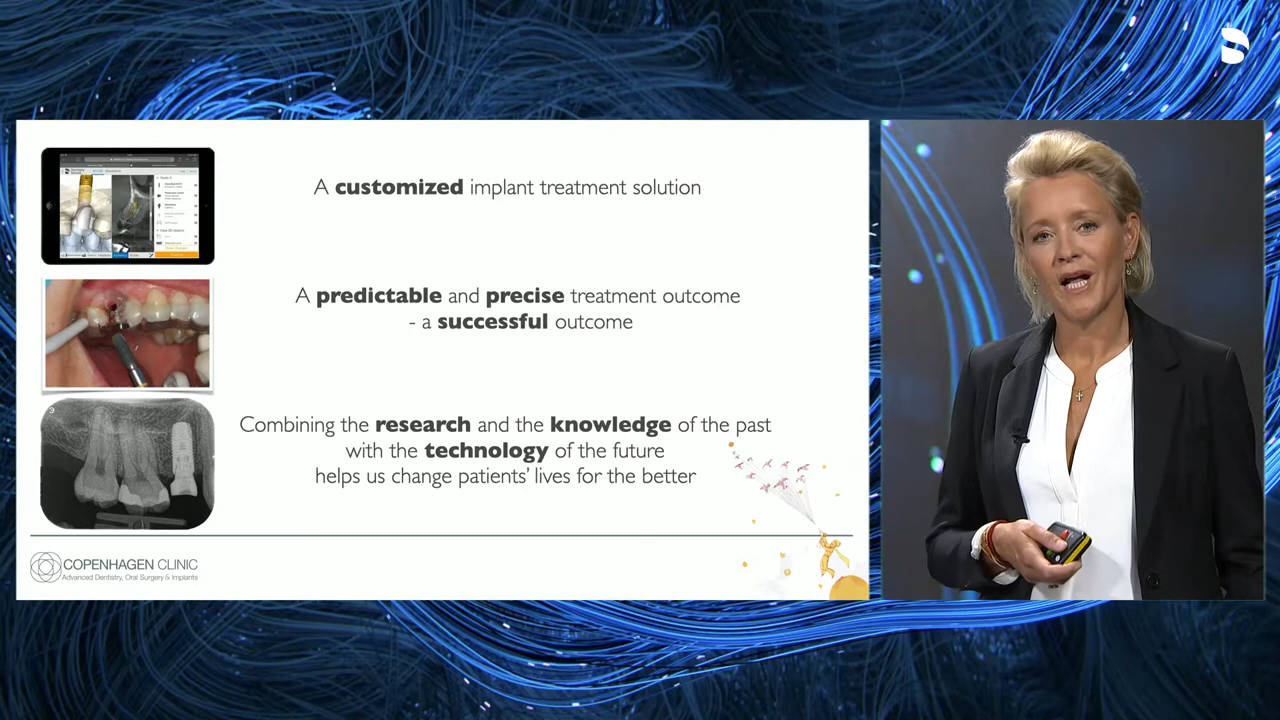 A customized implant treatment solution
A predictable and precise treatment outcome
- a successful outcome
Combining the research and the knowledge of the past
with the technology of the future
helps us change patients’ lives for the better
COPENHAGEN CLINIC
Advanced Dentistry, Oral Surgery & Implants